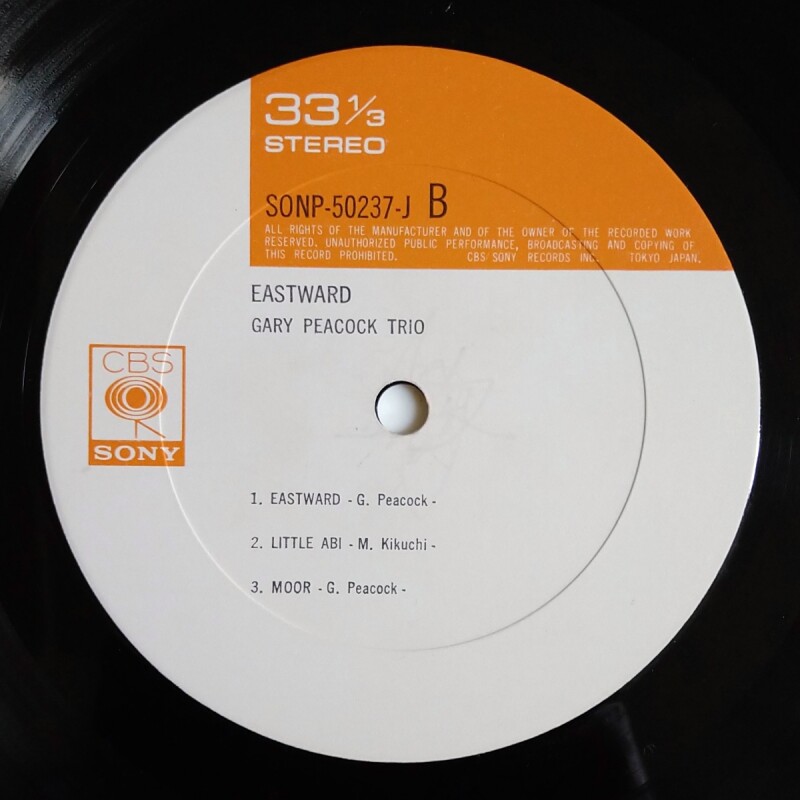 33 1/3
STEREO
SONP-50237-J B
ALL RIGHTS OF THE MANUFACTURER AND OF THE OWNER OF THE RECORDED WORK
RESERVED. UNAUTHORIZED PUBLIC PERFORMANCE, BROADCASTING AND COPYING OF
THIS RECORD PROHIBITED. CBS/SONY RECORDS INC. TOKYO JAPAN.
EASTWARD
GARY PEACOCK TRIO
CBS
SONY
1. EASTWARD - G. Peacock -
2. LITTLE ABI - M. Kikuchi -
3. MOOR - G. Peacock -